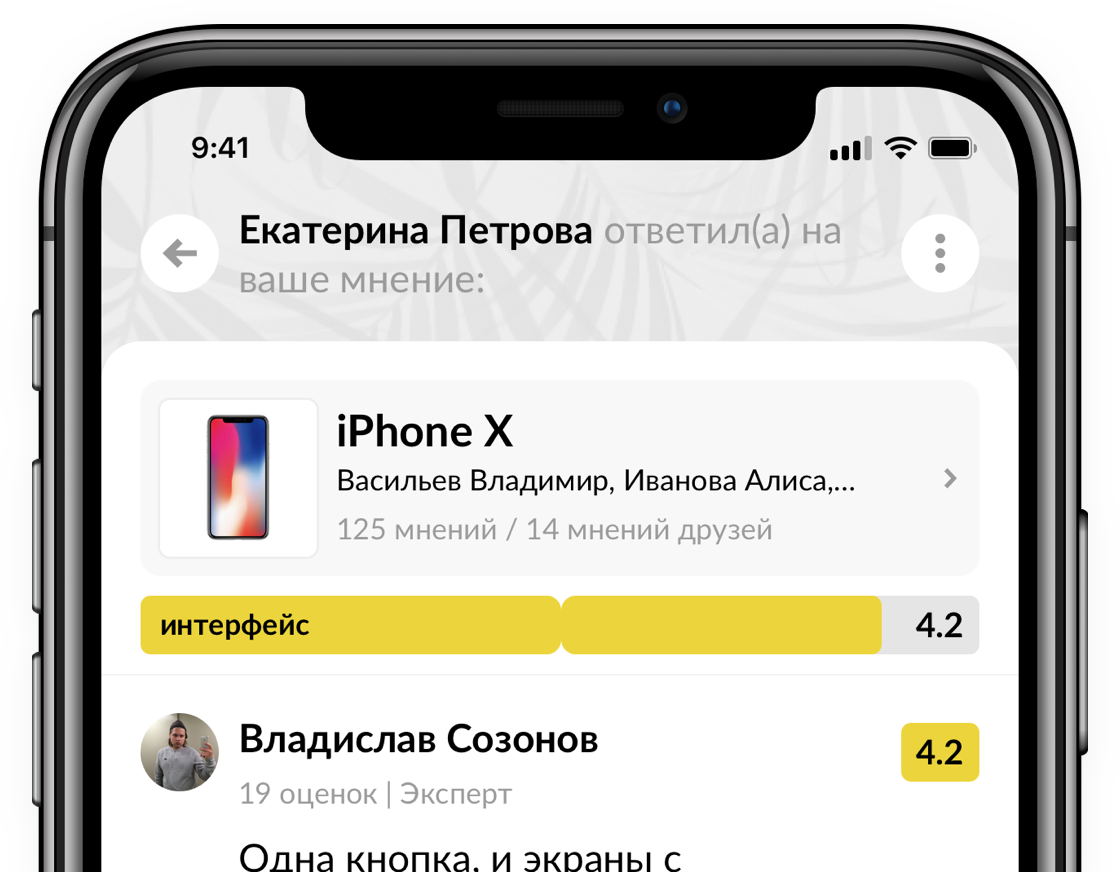 9:41
Екатерина Петрова ответил(а) на
ваше мнение:
iPhone X
Васильев Владимир, Иванова Алиса,...
125 мнений / 14 мнений друзей
интерфейс 4.2
Владислав Созонов 4.2
19 оценок | Эксперт
Одна кнопка, и экраны с